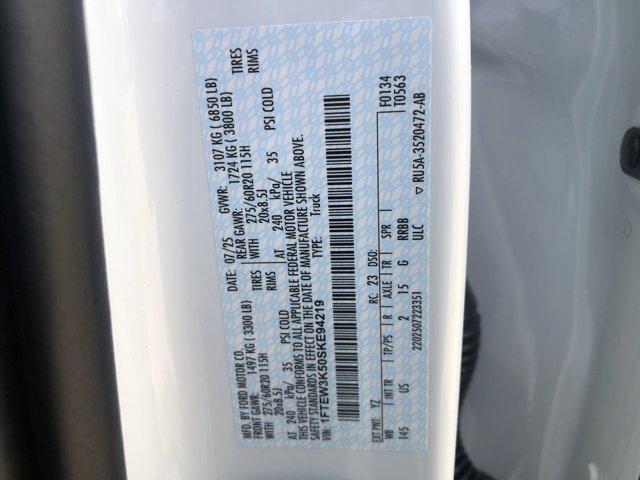 MFD. BY FORD MOTOR CO.
DATE: 07/25 GVWR: 3107 KG ( 6850 LB)
FRONT GAWR: 1497 KG ( 3300 LB) REAR GAWR: 1724 KG ( 3800 LB)
WITH 275/60R20 115H TIRES WITH 275/60R20 115H TIRES
20x8.5J RIMS 20x8.5J RIMS
AT 240 kPa/ 35 PSI COLD AT 240 kPa/ 35 PSI COLD
THIS VEHICLE CONFORMS TO ALL APPLICABLE FEDERAL MOTOR VEHICLE
SAFETY STANDARDS IN EFFECT ON THE DATE OF MANUFACTURE SHOWN ABOVE.
VIN: 1FTEW3K50SKE94219 TYPE: Truck
F0134
T0563
EXT PNT: YZ RC: 23 DSO:
WB INT TR TP/PS R AXLE TR SPR
145 US 2 15 G RRBB
2202507223351 ULC ▽ RU5A-3520472-AB